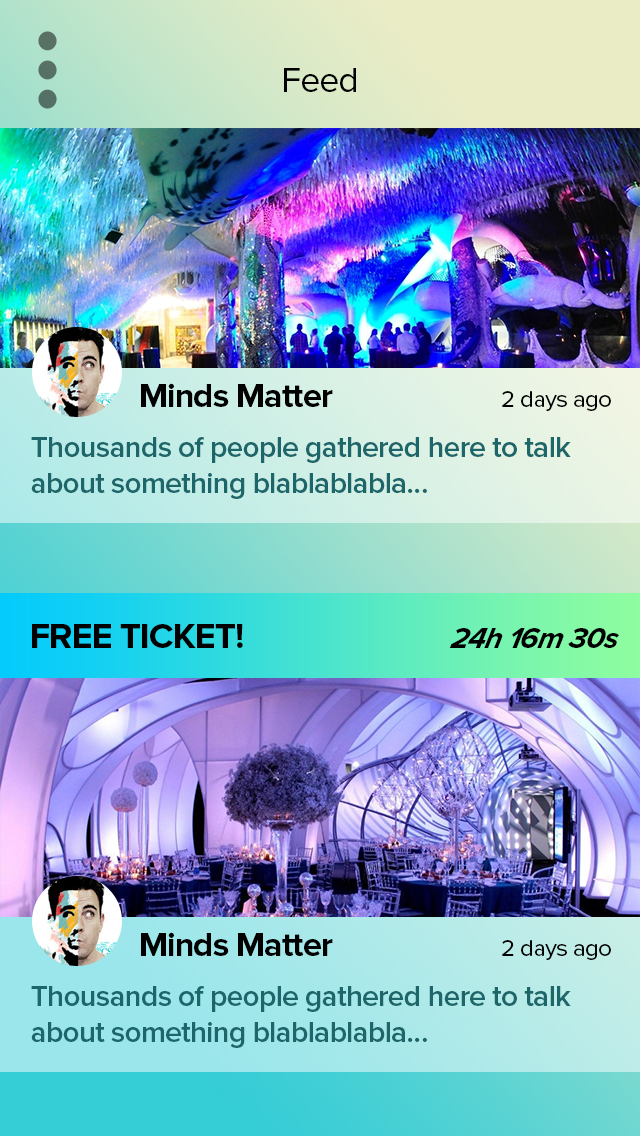 Feed
Minds Matter
2 days ago
Thousands of people gathered here to talk
about something blablablabla...
FREE TICKET!
24h 16m 30s
Minds Matter
2 days ago
Thousands of people gathered here to talk
about something blablablabla...